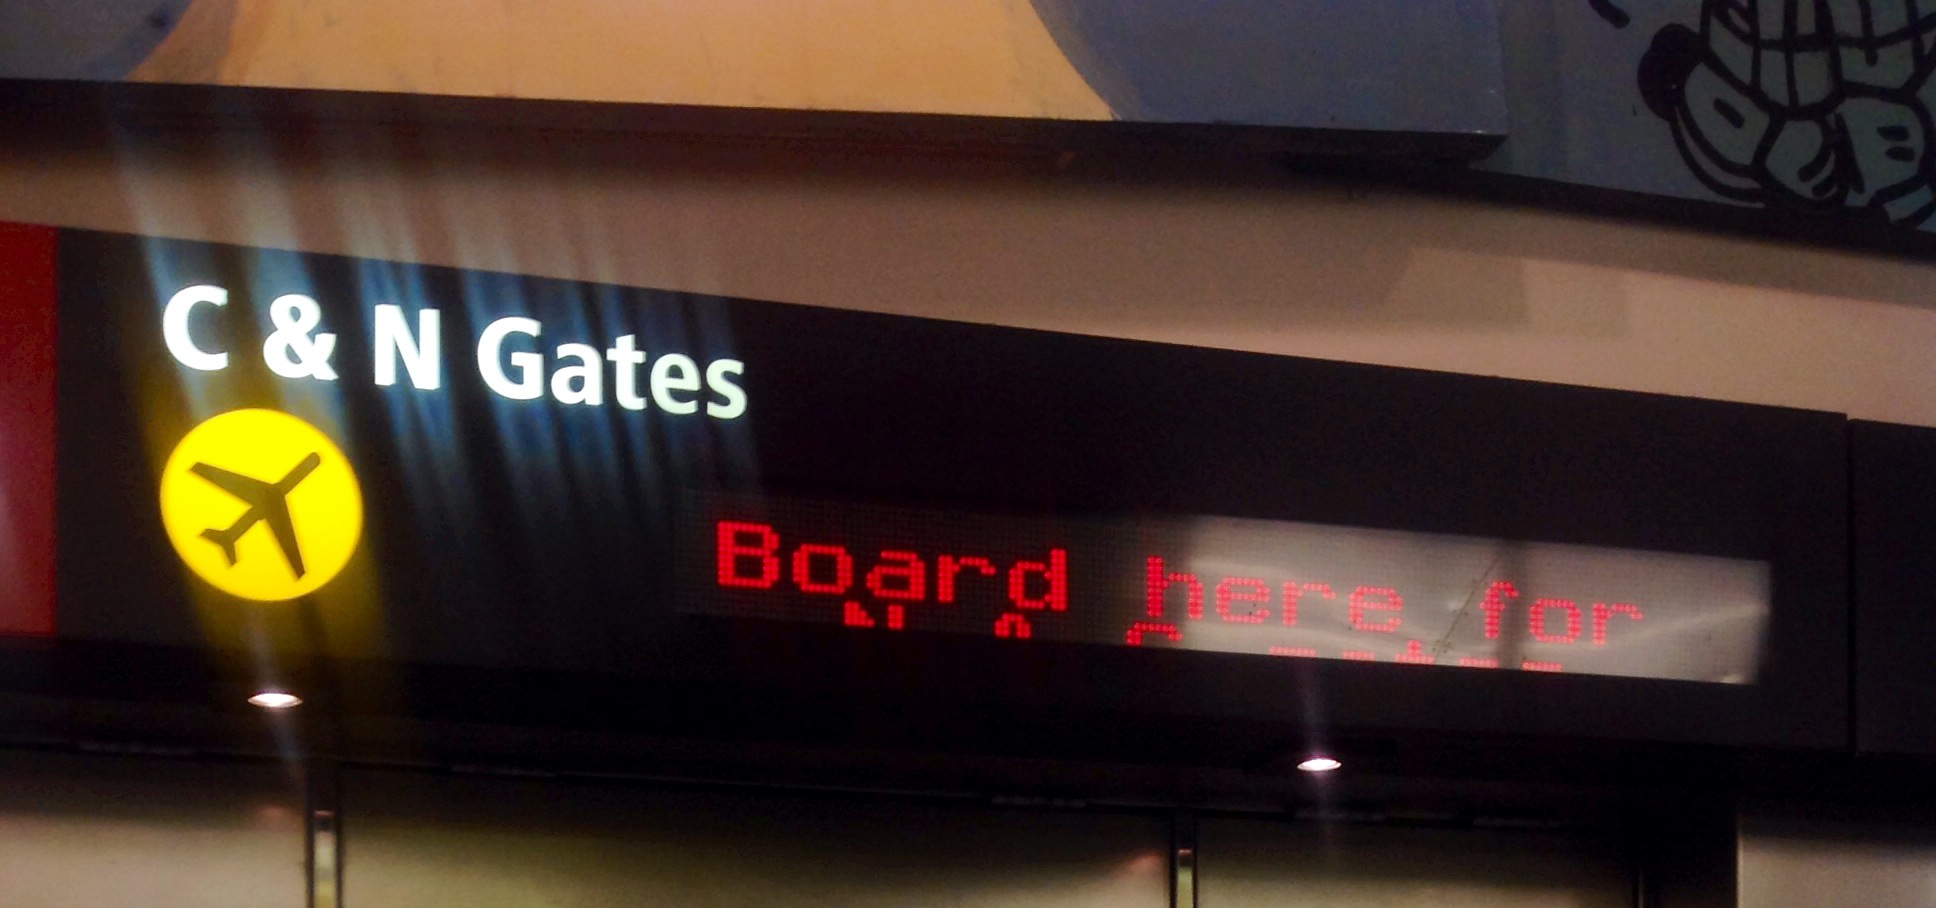 C & N Gates
Board here for